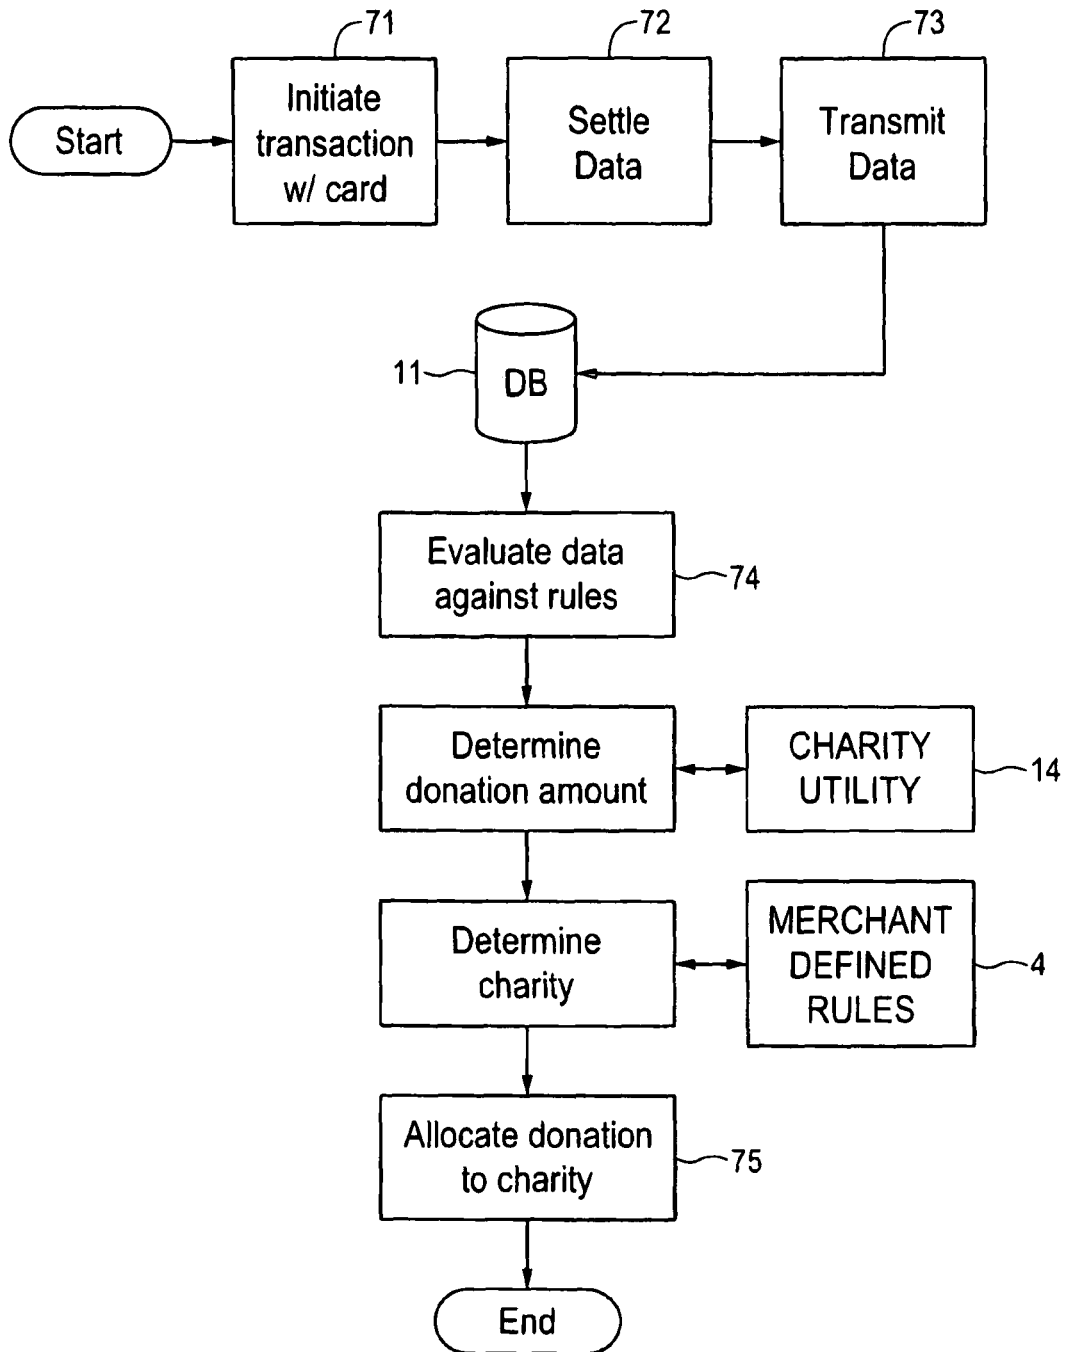 71
72
73
Start
Initiate
transaction
w/ card
Settle
Data
Transmit
Data
11
DB
Evaluate data
against rules
74
Determine
donation amount
CHARITY
UTILITY
14
Determine
charity
MERCHANT
DEFINED
RULES
4
Allocate donation
to charity
75
End